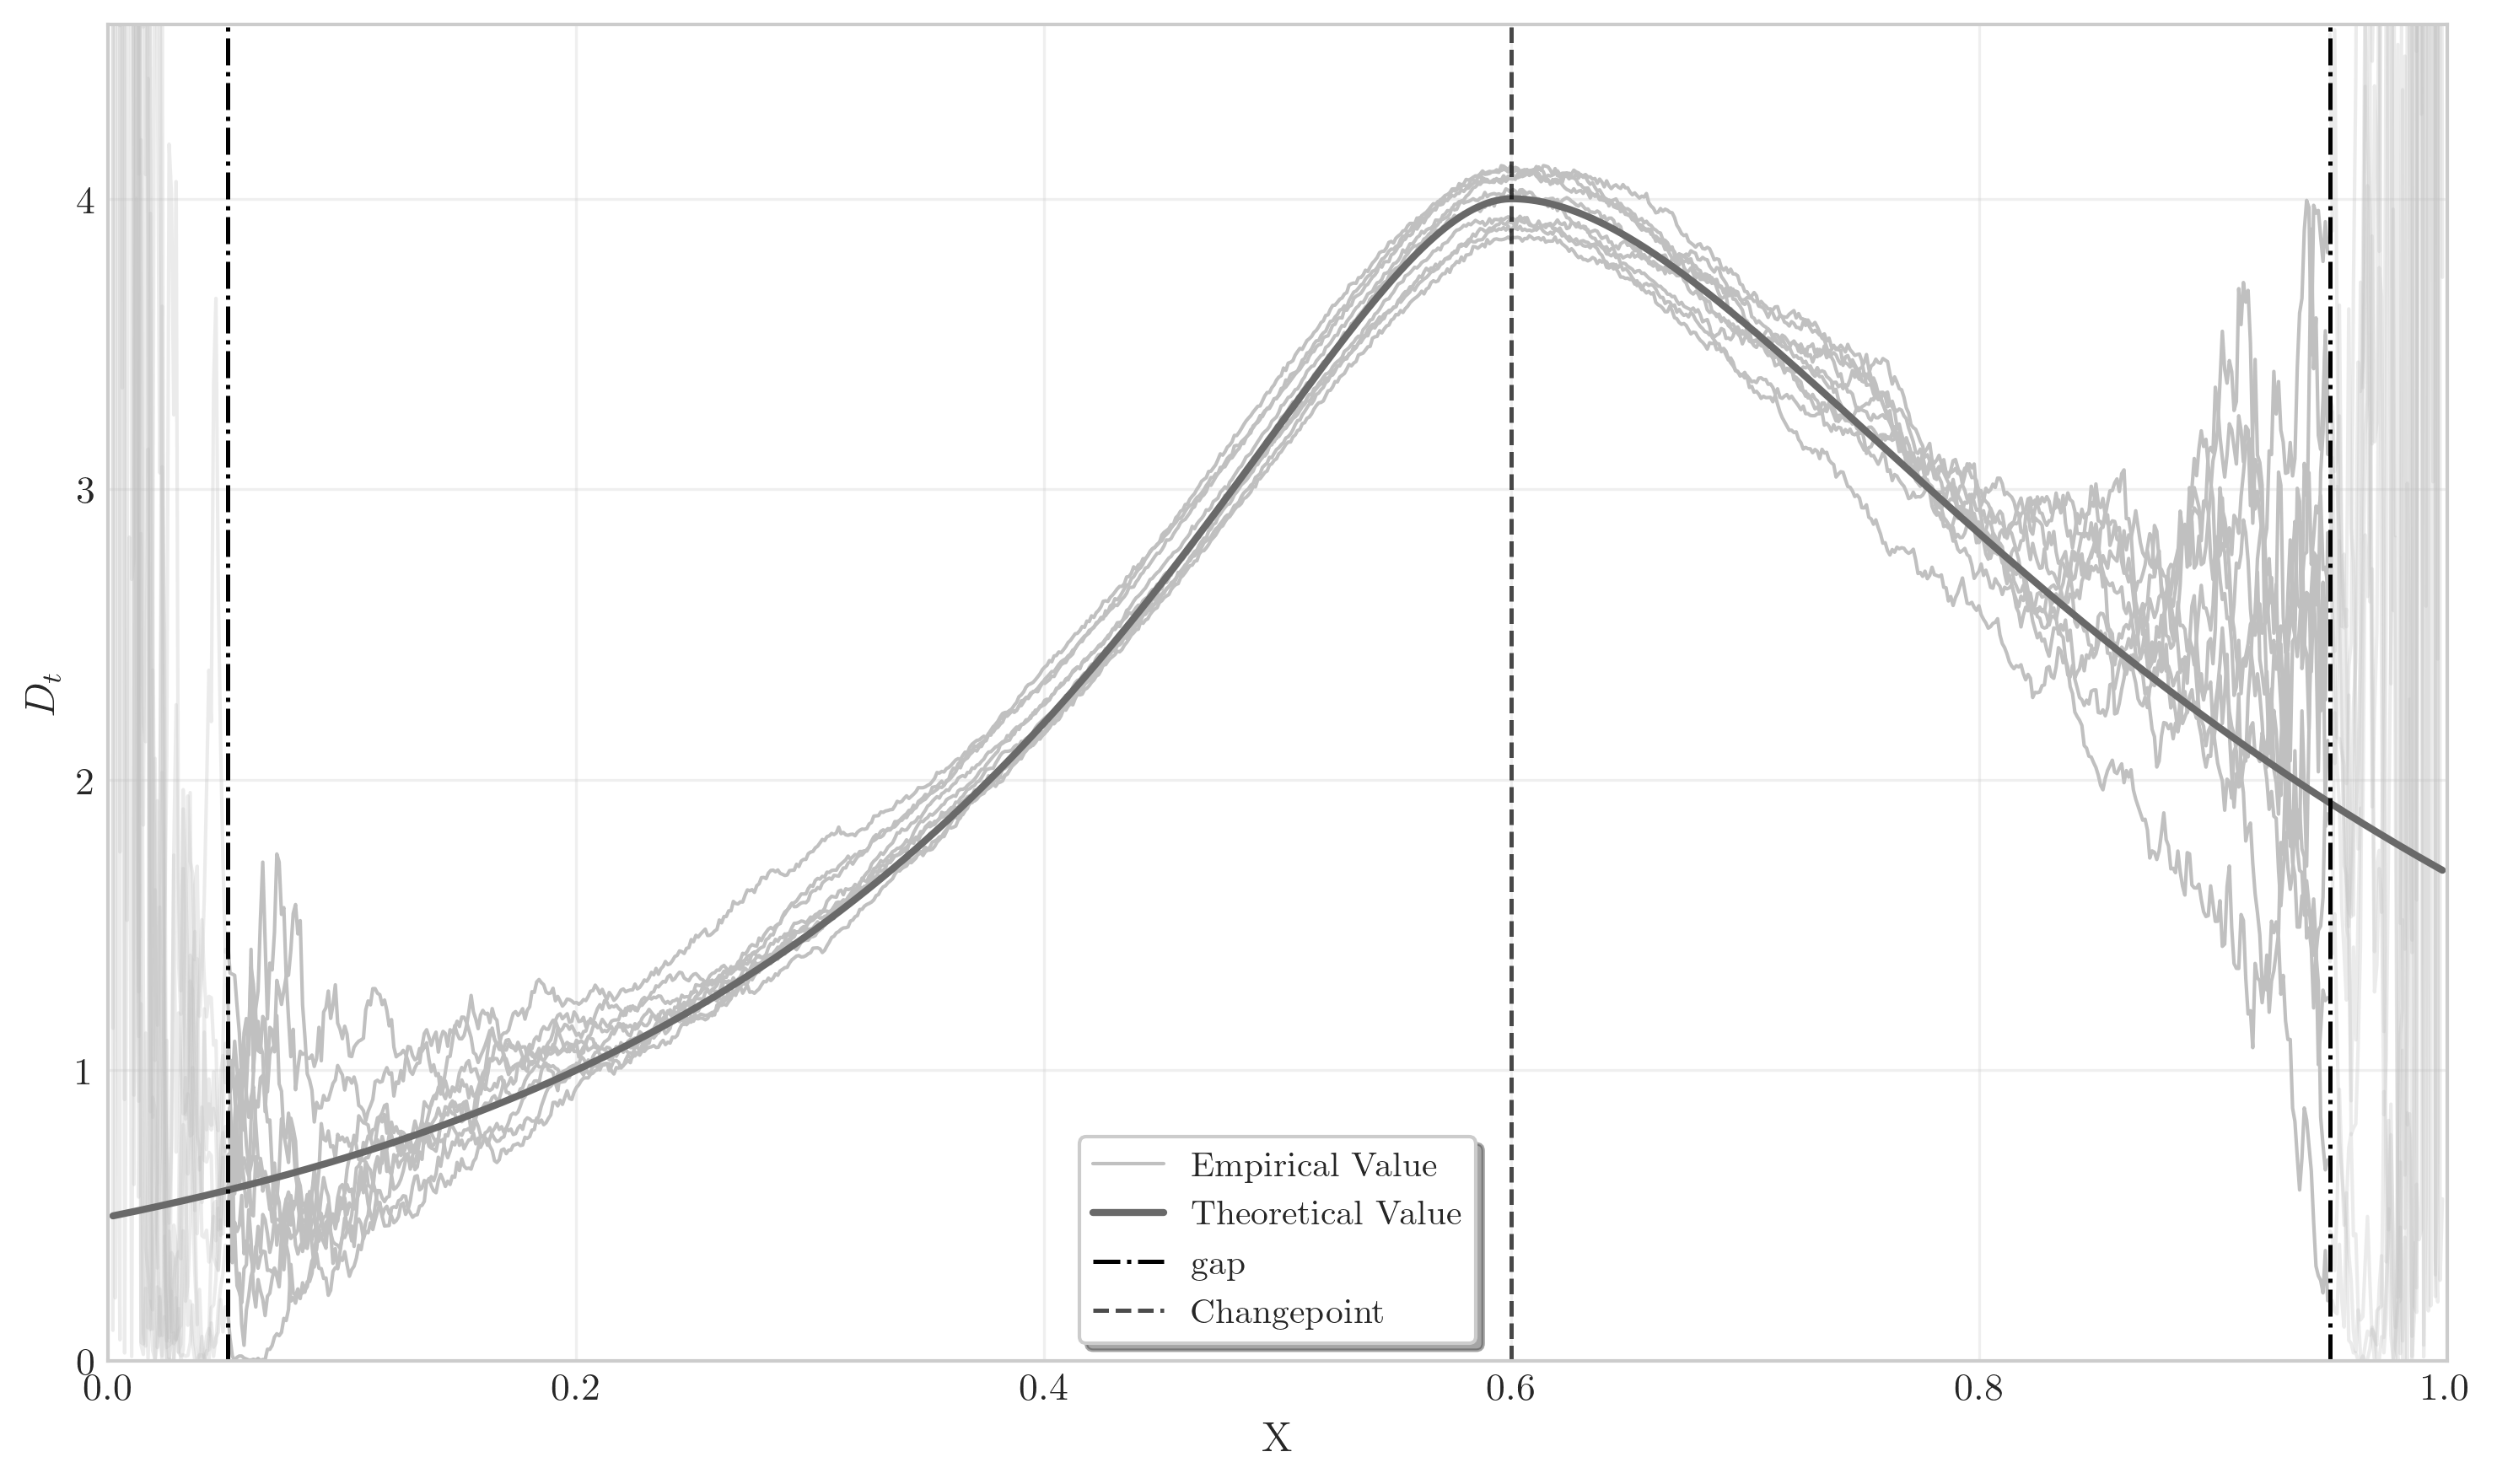 4
3
2
1
0
D_t
0.0 0.2 0.4 0.6 0.8 1.0
X
Empirical Value
Theoretical Value
gap
Changepoint